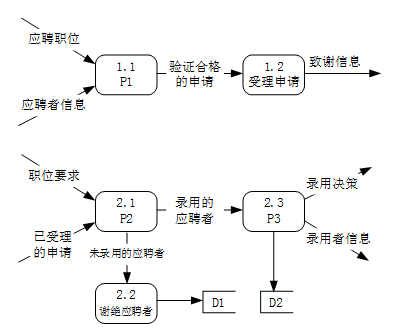 应聘职位
应聘者信息
1.1
P1
验证合格
的申请
1.2
受理申请
致谢信息
职位要求
已受理
的申请
2.1
P2
录用的
应聘者
2.3
P3
录用决策
录用者信息
未录用的应聘者
2.2
谢绝应聘者
D1
D2